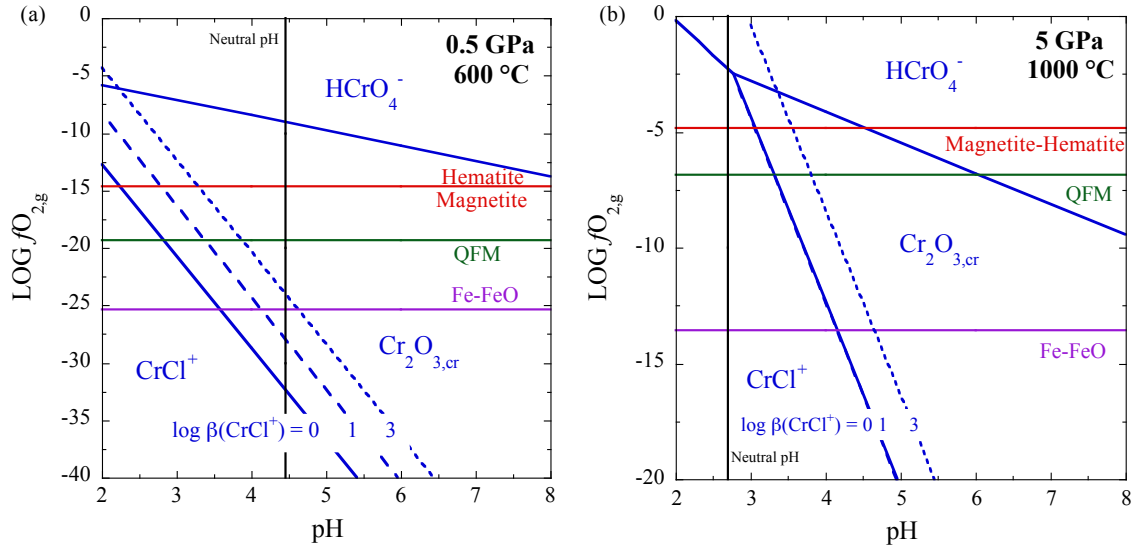 (a)
Neutral pH
0.5 GPa
600 °C
HCrO₄⁻
Hematite
Magnetite
QFM
Fe-FeO
CrCl⁺
Cr₂O₃,cr
log β(CrCl⁺) = 0 1 3
0
-5
-10
-15
-20
-25
-30
-35
-40
LOG fO₂,g
2 3 4 5 6 7 8
pH
(b)
5 GPa
1000 °C
HCrO₄⁻
Magnetite-Hematite
QFM
Cr₂O₃,cr
Fe-FeO
CrCl⁺
log β(CrCl⁺) = 0 1 3
Neutral pH
0
-5
-10
-15
-20
LOG fO₂,g
2 3 4 5 6 7 8
pH